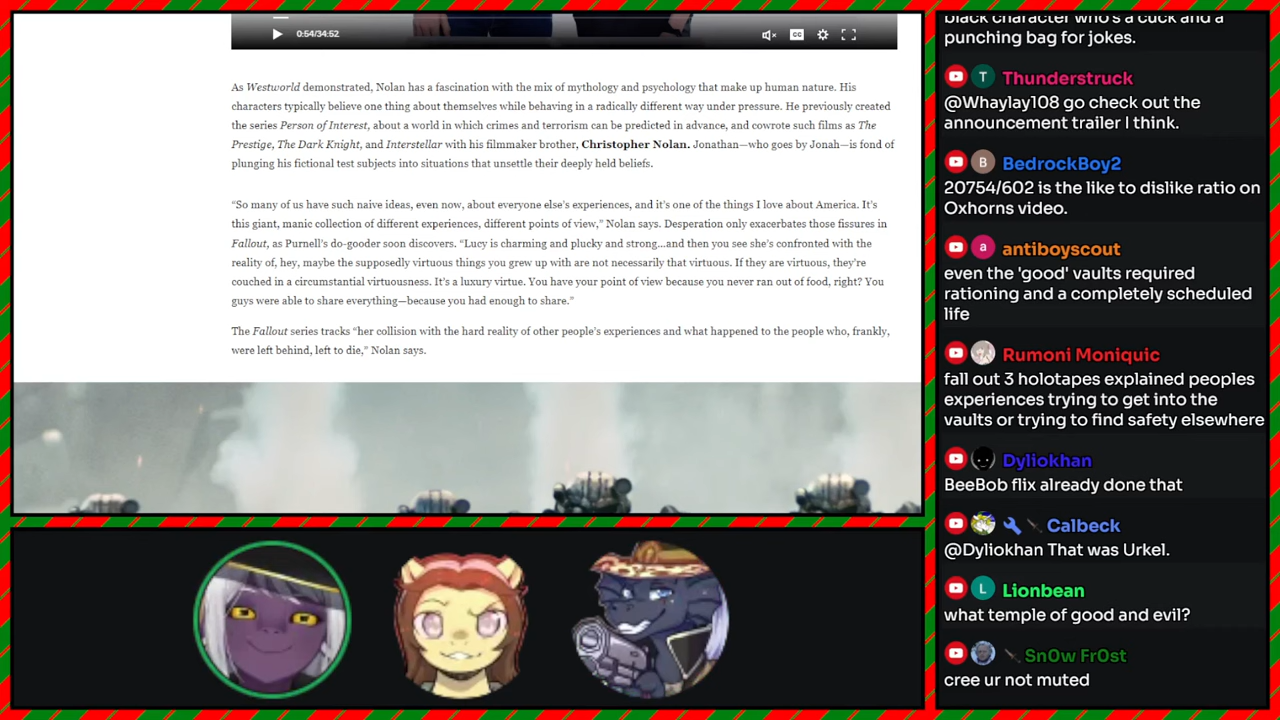 0:54/34:52
CC
As Westworld demonstrated, Nolan has a fascination with the mix of mythology and psychology that make up human nature. His
characters typically believe one thing about themselves while behaving in a radically different way under pressure. He previously created
the series Person of Interest, about a world in which crimes and terrorism can be predicted in advance, and cowrote such films as The
Prestige, The Dark Knight, and Interstellar with his filmmaker brother, Christopher Nolan. Jonathan—who goes by Jonah—is fond of
plunging his fictional test subjects into situations that unsettle their deeply held beliefs.
“So many of us have such naive ideas, even now, about everyone else’s experiences, and it’s one of the things I love about America. It’s
this giant, manic collection of different experiences, different points of view,” Nolan says. Desperation only exacerbates those fissures in
Fallout, as Purnell’s do-gooder soon discovers. “Lucy is charming and plucky and strong…and then you see she’s confronted with the
reality of, hey, maybe the supposedly virtuous things you grew up with are not necessarily that virtuous. If they are virtuous, they’re
couched in a circumstantial virtuousness. It’s a luxury virtue. You have your point of view because you never ran out of food, right? You
guys were able to share everything—because you had enough to share.”
The Fallout series tracks “her collision with the hard reality of other people’s experiences and what happened to the people who, frankly,
were left behind, left to die,” Nolan says.
black character who's a cuck and a
punching bag for jokes.
T Thunderstruck
@Whaylay108 go check out the
announcement trailer I think.
B BedrockBoy2
20754/602 is the like to dislike ratio on
Oxhorns video.
a antiboyscout
even the 'good' vaults required
rationing and a completely scheduled
life
Rumoni Moniquic
fall out 3 holotapes explained peoples
experiences trying to get into the
vaults or trying to find safety elsewhere
Dyliokhan
BeeBob flix already done that
Calbeck
@Dyliokhan That was Urkel.
L Lionbean
what temple of good and evil?
Sn0w Fr0st
cree ur not muted